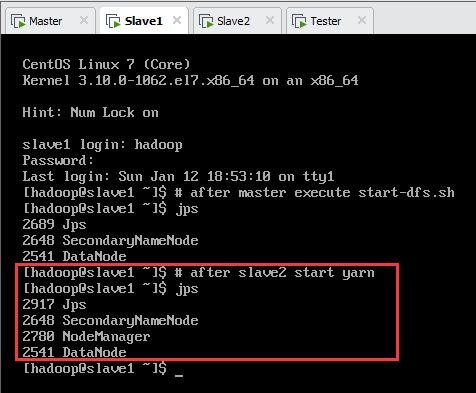 Master
Slave1
Slave2
Tester
CentOS Linux 7 (Core)
Kernel 3.10.0-1062.el7.x86_64 on an x86_64
Hint: Num Lock on
slave1 login: hadoop
Password:
Last login: Sun Jan 12 18:53:10 on tty1
[hadoop@slave1 ~]$ # after master execute start-dfs.sh
[hadoop@slave1 ~]$ jps
2689 Jps
2648 SecondaryNameNode
2541 DataNode
[hadoop@slave1 ~]$ # after slave2 start yarn
[hadoop@slave1 ~]$ jps
2917 Jps
2648 SecondaryNameNode
2780 NodeManager
2541 DataNode
[hadoop@slave1 ~]$ _